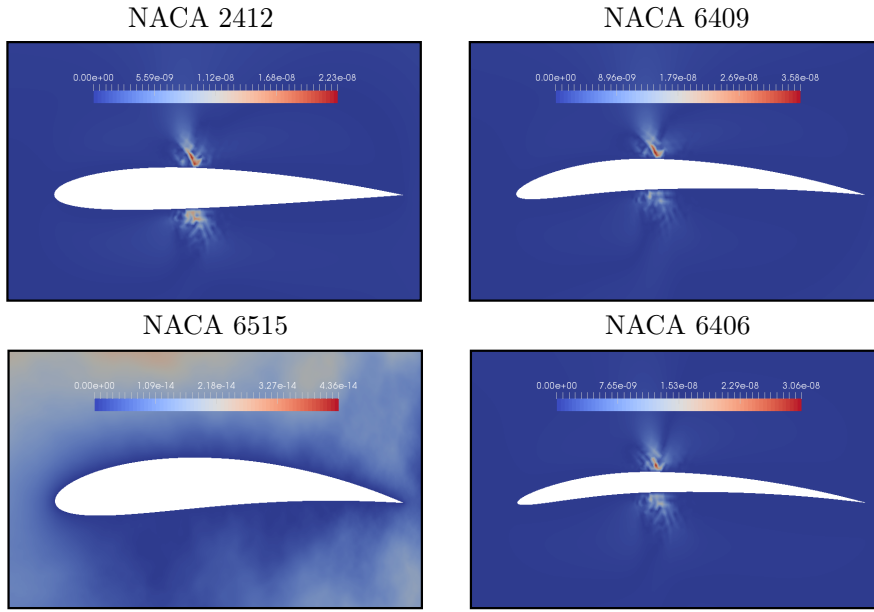 NACA 2412
NACA 6409
0.00e+00 5.59e-09 1.12e-08 1.68e-08 2.23e-08
0.00e+00 8.96e-09 1.79e-08 2.69e-08 3.58e-08
NACA 6515
NACA 6406
0.00e+00 1.09e-14 2.18e-14 3.27e-14 4.36e-14
0.00e+00 7.65e-09 1.53e-08 2.29e-08 3.06e-08